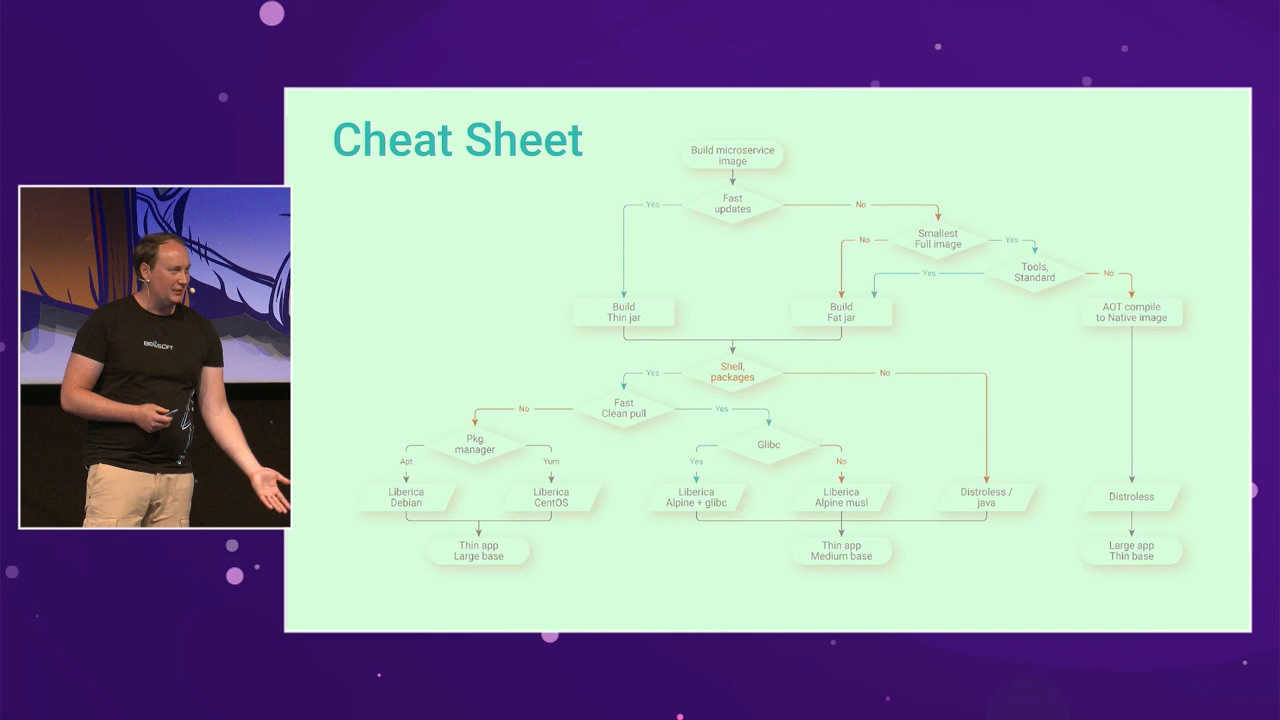 Cheat Sheet
Build microservice
image
Fast
updates
Yes
No
Smallest
Full image
No
Yes
Tools,
Standard
Yes
No
Build
Thin jar
Build
Fat jar
AOT compile
to Native image
Shell,
packages
Yes
No
Fast
Clean pull
No
Yes
Pkg
manager
Glibc
Apt
Yum
Yes
No
Liberica
Debian
Liberica
CentOS
Liberica
Alpine + glibc
Liberica
Alpine musl
Distroless /
java
Distroless
Thin app
Large base
Thin app
Medium base
Large app
Thin base
BELLSOFT